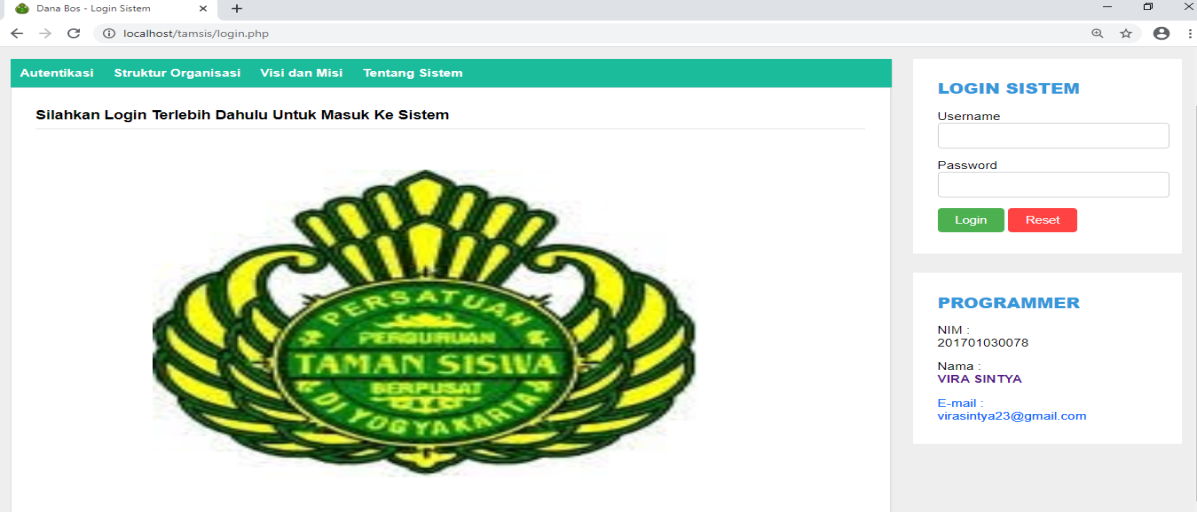 Dana Bos - Login Sistem
localhost/tamsis/login.php
Autentikasi Struktur Organisasi Visi dan Misi Tentang Sistem
Silahkan Login Terlebih Dahulu Untuk Masuk Ke Sistem
PERSATUAN
PERGURUAN
TAMAN SISWA
BERPUSAT
DI YOGYAKARTA
LOGIN SISTEM
Username
Password
Login Reset
PROGRAMMER
NIM :
201701030078
Nama :
VIRA SINTYA
E-mail :
virasintya23@gmail.com